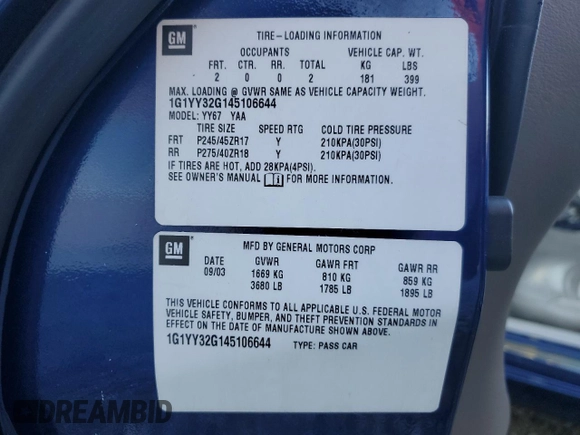 GM
TIRE-LOADING INFORMATION
OCCUPANTS VEHICLE CAP. WT.
FRT. CTR. RR. TOTAL KG LBS
2 0 0 2 181 399
MAX. LOADING @ GVWR SAME AS VEHICLE CAPACITY WEIGHT.
1G1YY32G145106644
MODEL: YY67 YAA
TIRE SIZE SPEED RTG COLD TIRE PRESSURE
FRT P245/45ZR17 Y 210KPA(30PSI)
RR P275/40ZR18 Y 210KPA(30PSI)
IF TIRES ARE HOT, ADD 28KPA(4PSI).
SEE OWNER'S MANUAL i FOR MORE INFORMATION.
GM
MFD BY GENERAL MOTORS CORP
DATE GVWR GAWR FRT GAWR RR
09/03 1669 KG 810 KG 859 KG
3680 LB 1785 LB 1895 LB
THIS VEHICLE CONFORMS TO ALL APPLICABLE U.S. FEDERAL MOTOR
VEHICLE SAFETY, BUMPER, AND THEFT PREVENTION STANDARDS IN
EFFECT ON THE DATE OF MANUFACTURE SHOWN ABOVE.
1G1YY32G145106644 TYPE: PASS CAR
DREAMBID